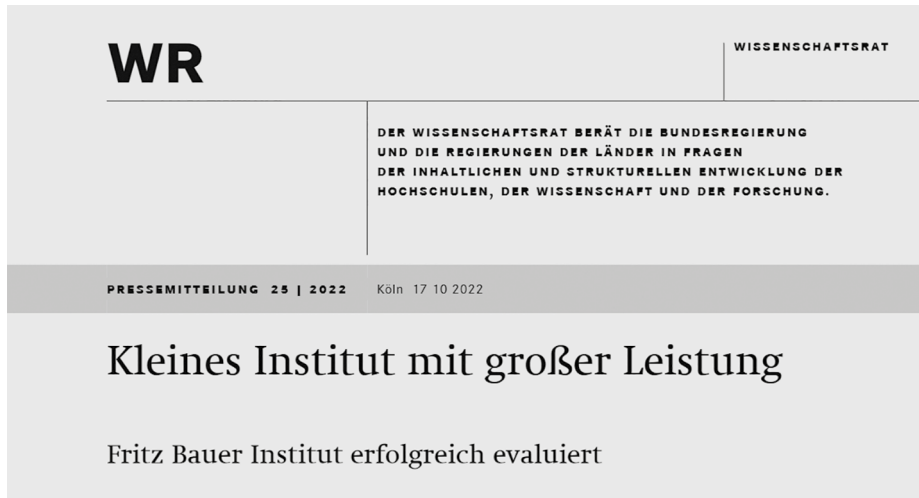 WR
WISSENSCHAFTSRAT
DER WISSENSCHAFTSRAT BERÄT DIE BUNDESREGIERUNG
UND DIE REGIERUNGEN DER LÄNDER IN FRAGEN
DER INHALTLICHEN UND STRUKTURELLEN ENTWICKLUNG DER
HOCHSCHULEN, DER WISSENSCHAFT UND DER FORSCHUNG.
PRESSEMITTEILUNG 25 | 2022 Köln 17 10 2022
Kleines Institut mit großer Leistung
Fritz Bauer Institut erfolgreich evaluiert